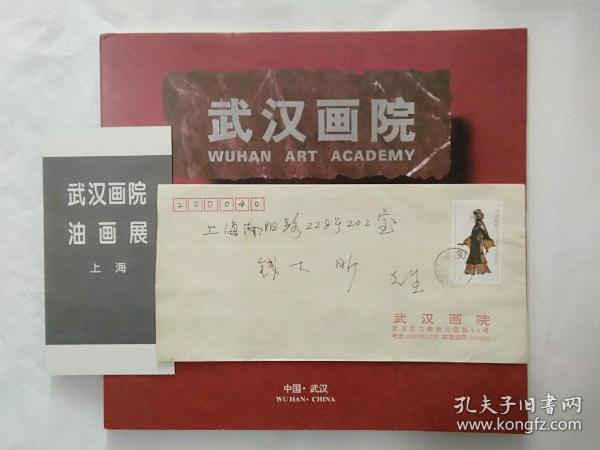 武汉画院
WUHAN ART ACADEMY
武汉画院
油画展
上海
200040
上海南阳路228号202室
钱大昕 先生
武汉画院
中国·武汉
WUHAN·CHINA
孔夫子旧书网
www.kongfz.com